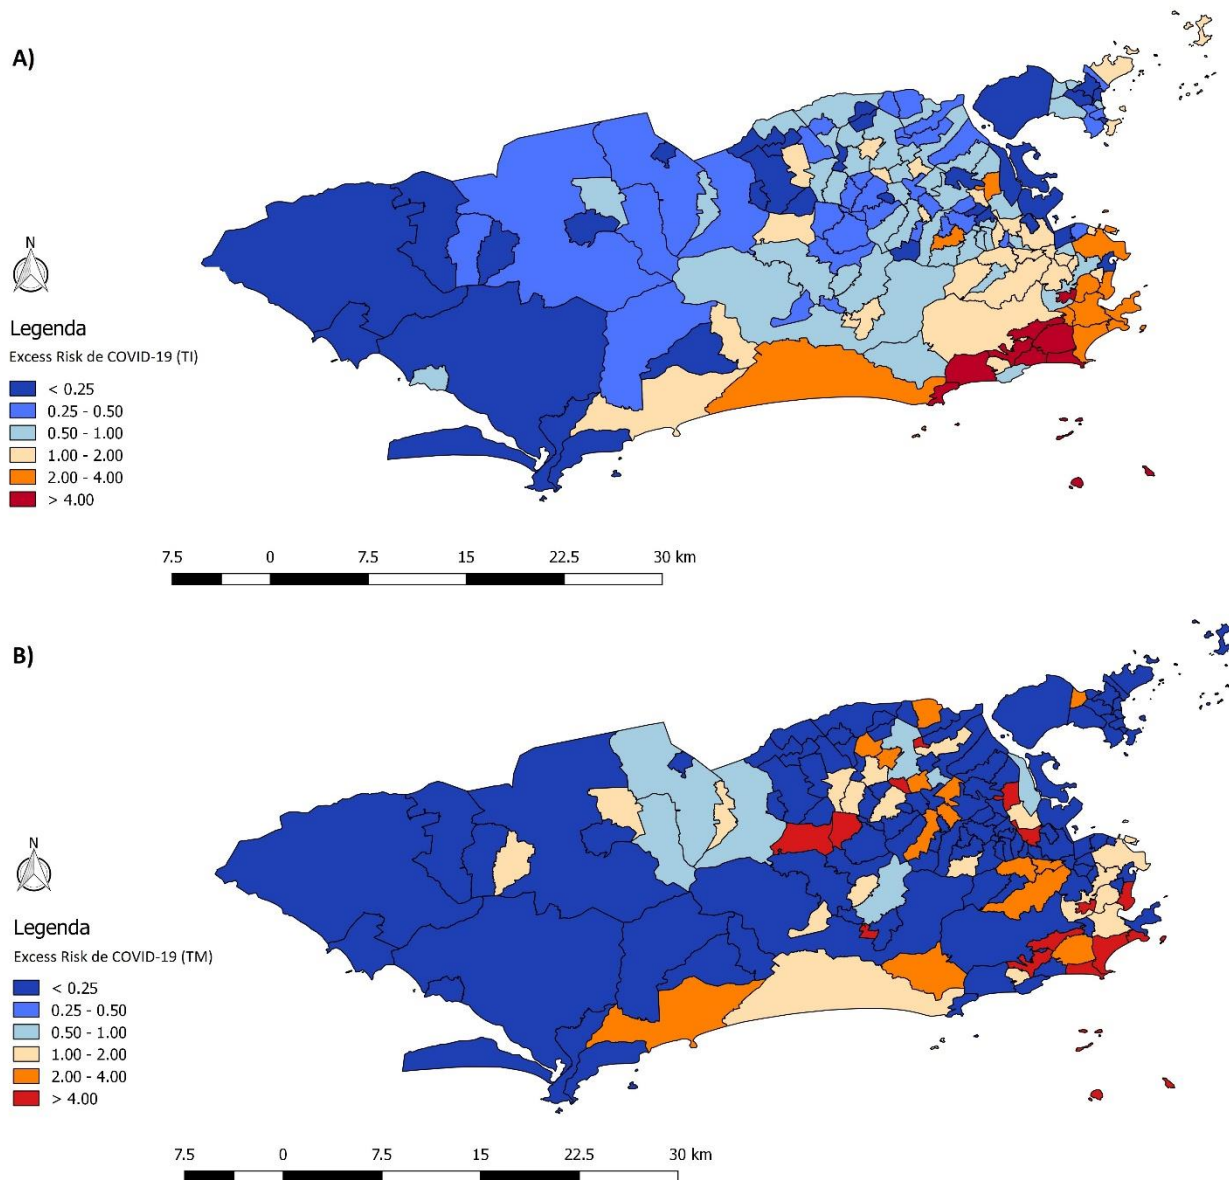 A)
N
Legenda
Excess Risk de COVID-19 (TI)
< 0.25
0.25 - 0.50
0.50 - 1.00
1.00 - 2.00
2.00 - 4.00
> 4.00
7.5 0 7.5 15 22.5 30 km
B)
N
Legenda
Excess Risk de COVID-19 (TM)
< 0.25
0.25 - 0.50
0.50 - 1.00
1.00 - 2.00
2.00 - 4.00
> 4.00
7.5 0 7.5 15 22.5 30 km